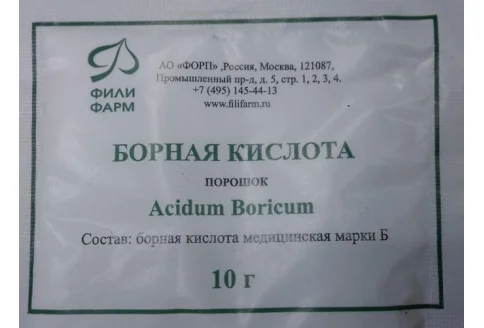 ФИЛИ
ФАРМ
АО «ФОРП» ,Россия, Москва, 121087,
Промышленный пр-д, д. 5, стр. 1, 2, 3, 4.
+7 (495) 145-44-13
www.filifarm.ru
БОРНАЯ КИСЛОТА
ПОРОШОК
Acidum Boricum
Состав: борная кислота медицинская марки Б
10 г